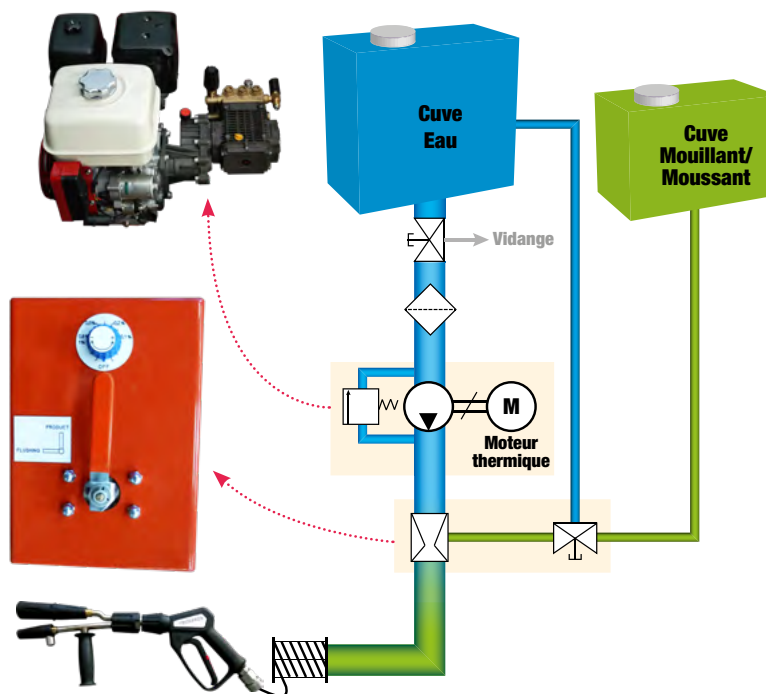 Cuve
Eau
Cuve
Mouillant/
Moussant
Vidange
M
Moteur
thermique
OFF
PRODUCT
FLUSHING